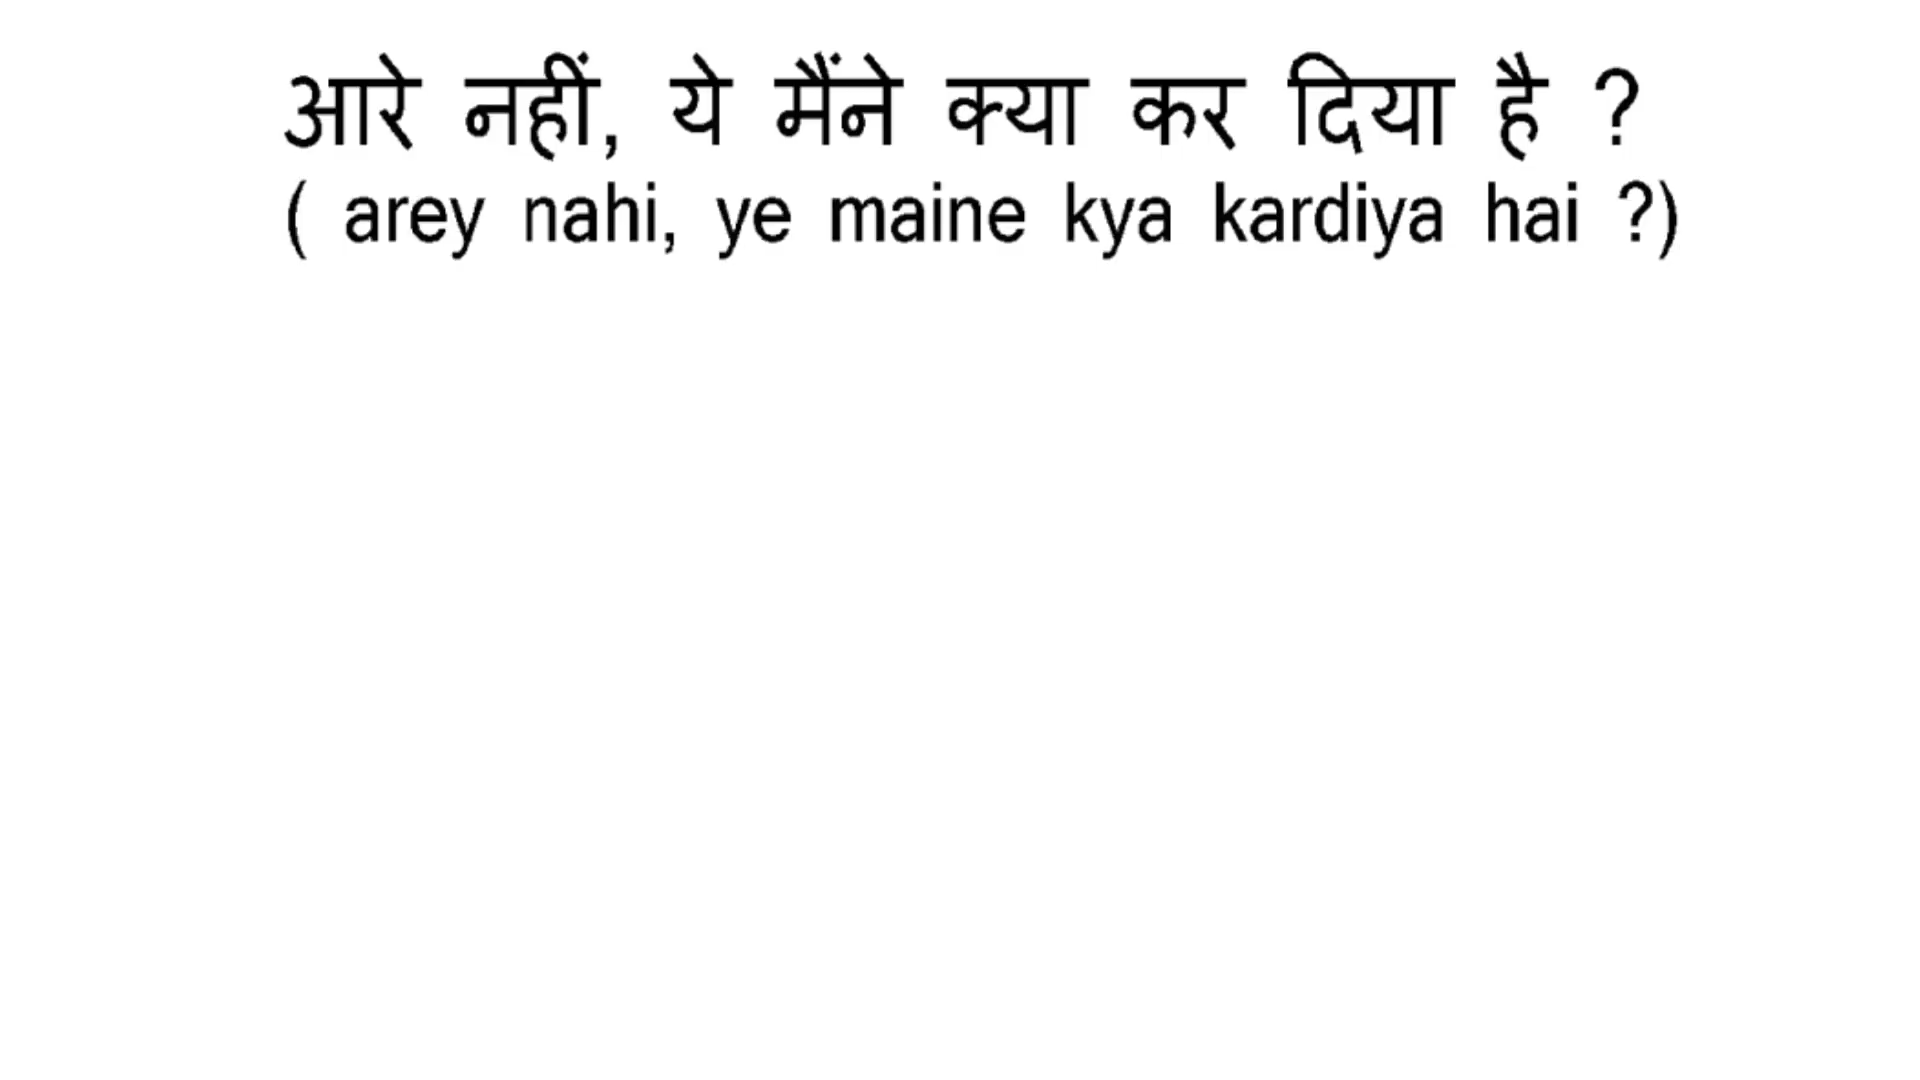 आरे नहीं, ये मैंने क्या कर दिया है ?
( arey nahi, ye maine kya kardiya hai ?)